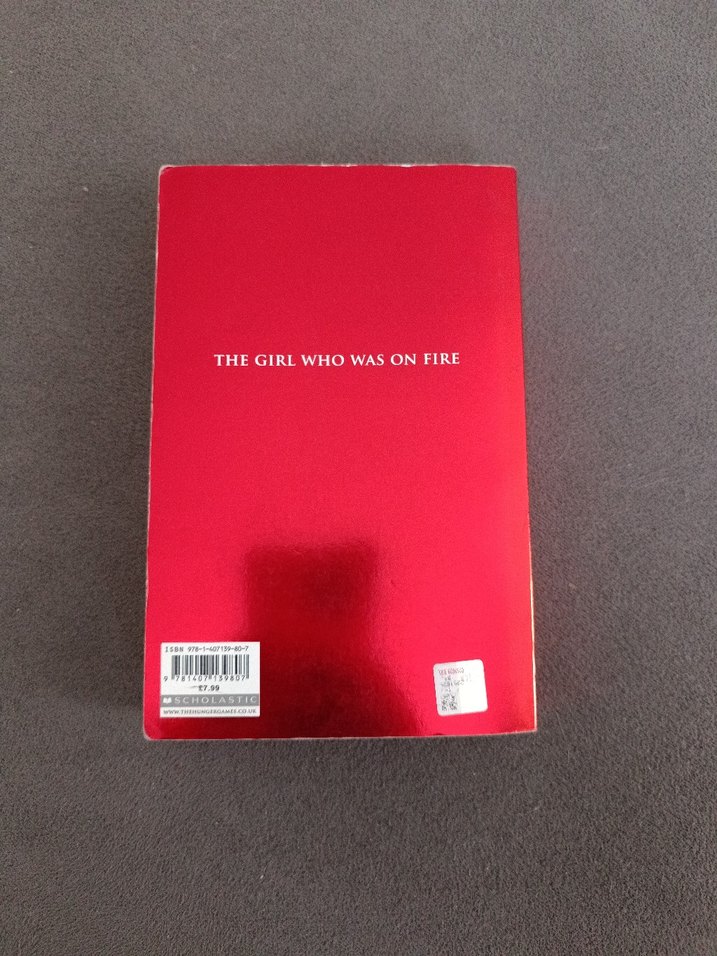 THE GIRL WHO WAS ON FIRE
ISBN 978-1-407139-80-7
9 781407 139807
£7.99
SCHOLASTIC
WWW.THEHUNGERGAMES.CO.UK